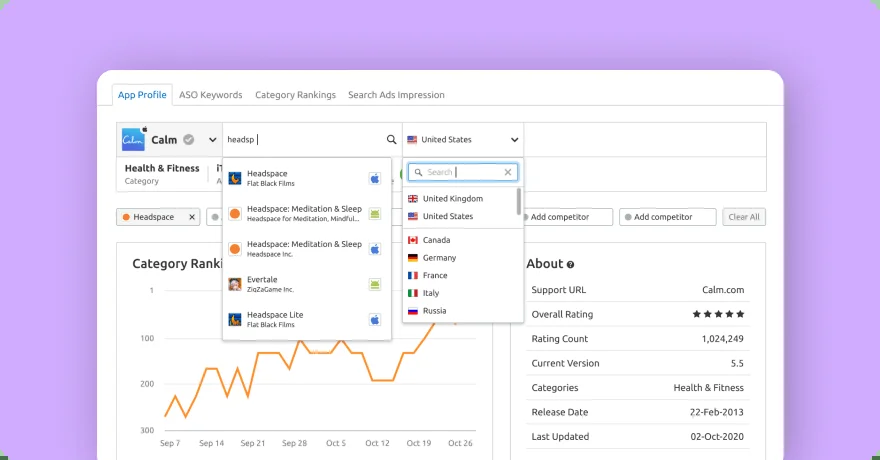 App Profile
ASO Keywords
Category Rankings
Search Ads Impression
Calm
Calm
headsp
United States
Health & Fitness
Category
Headspace
Flat Black Films
Headspace: Meditation & Sleep
Headspace for Meditation, Mindful...
Headspace: Meditation & Sleep
Headspace Inc.
Evertale
ZigZaGame Inc.
Headspace Lite
Flat Black Films
Search
United Kingdom
United States
Canada
Germany
France
Italy
Russia
Headspace
Add competitor
Add competitor
Clear All
Category Ranki
1
100
200
300
Sep 7
Sep 14
Sep 21
Sep 28
Oct 5
Oct 12
Oct 19
Oct 26
About
Support URL
Calm.com
Overall Rating
★★★★★
Rating Count
1,024,249
Current Version
5.5
Categories
Health & Fitness
Release Date
22-Feb-2013
Last Updated
02-Oct-2020